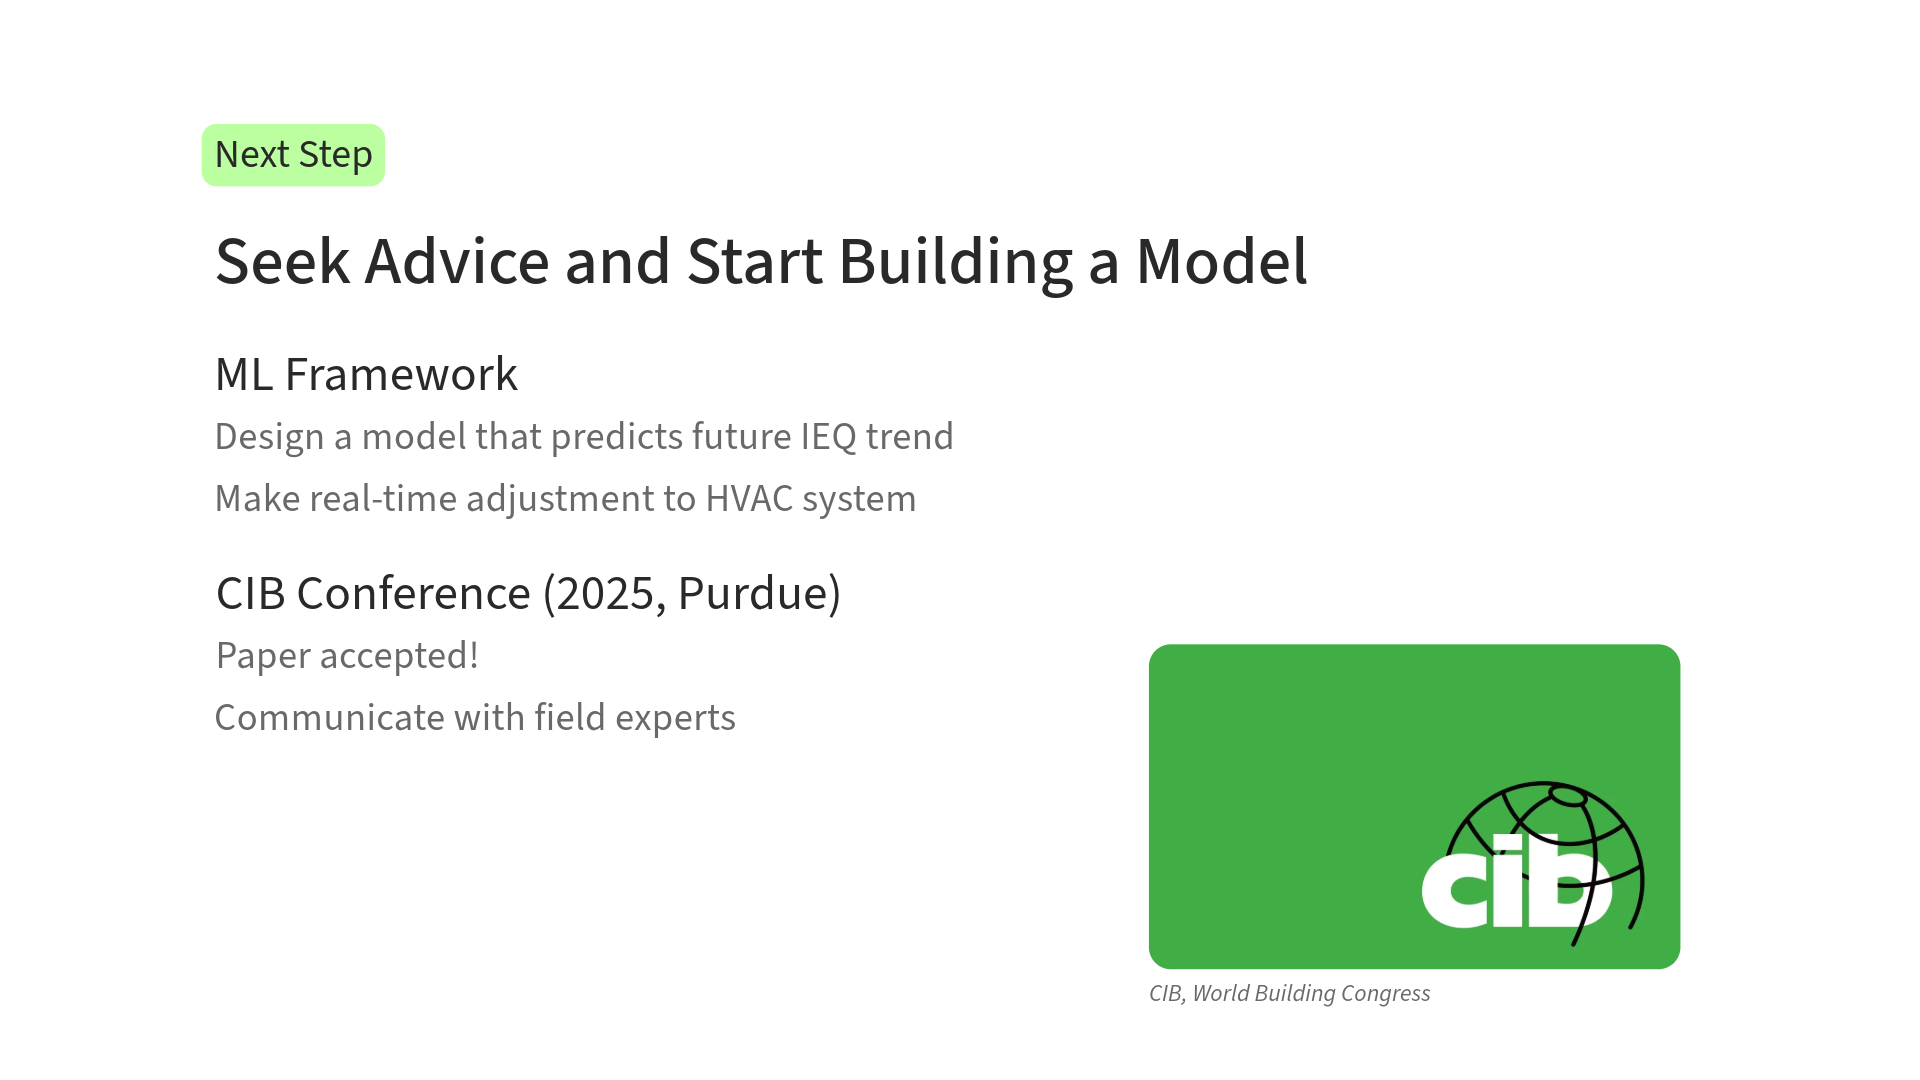 Next Step
Seek Advice and Start Building a Model
ML Framework
Design a model that predicts future IEQ trend
Make real-time adjustment to HVAC system
CIB Conference (2025, Purdue)
Paper accepted!
Communicate with field experts
cib
CIB, World Building Congress